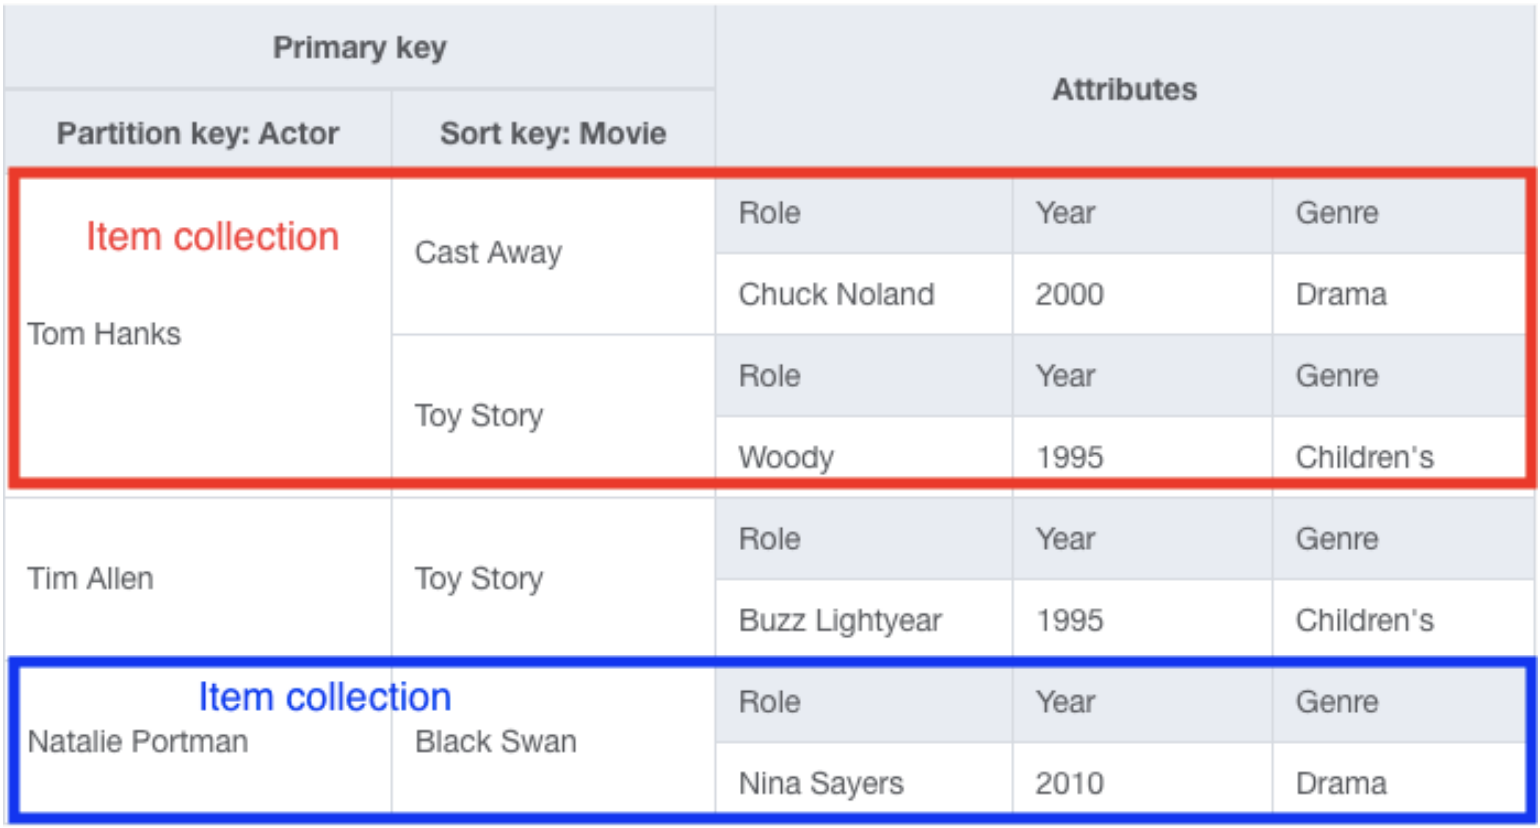 Primary key
Attributes
Partition key: Actor Sort key: Movie
Item collection
Tom Hanks
Cast Away
Role Year Genre
Chuck Noland 2000 Drama
Toy Story
Role Year Genre
Woody 1995 Children's
Tim Allen
Toy Story
Role Year Genre
Buzz Lightyear 1995 Children's
Item collection
Natalie Portman
Black Swan
Role Year Genre
Nina Sayers 2010 Drama